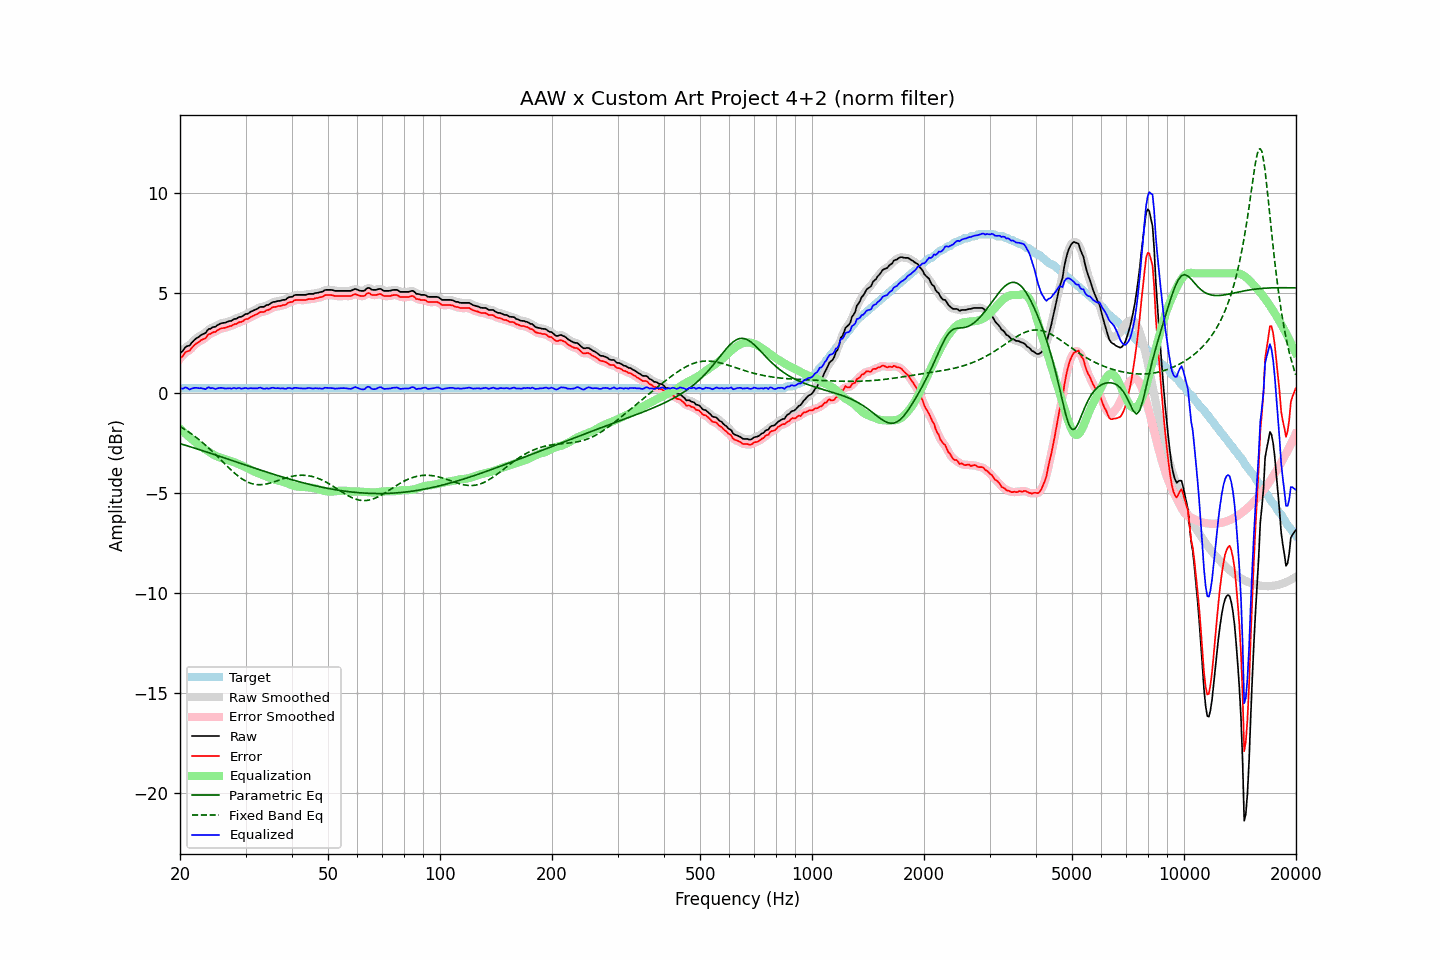 AAW x Custom Art Project 4+2 (norm filter)
Amplitude (dBr)
10
5
0
−5
−10
−15
−20
Target
Raw Smoothed
Error Smoothed
Raw
Error
Equalization
Parametric Eq
Fixed Band Eq
Equalized
20 50 100 200 500 1000 2000 5000 10000 20000
Frequency (Hz)